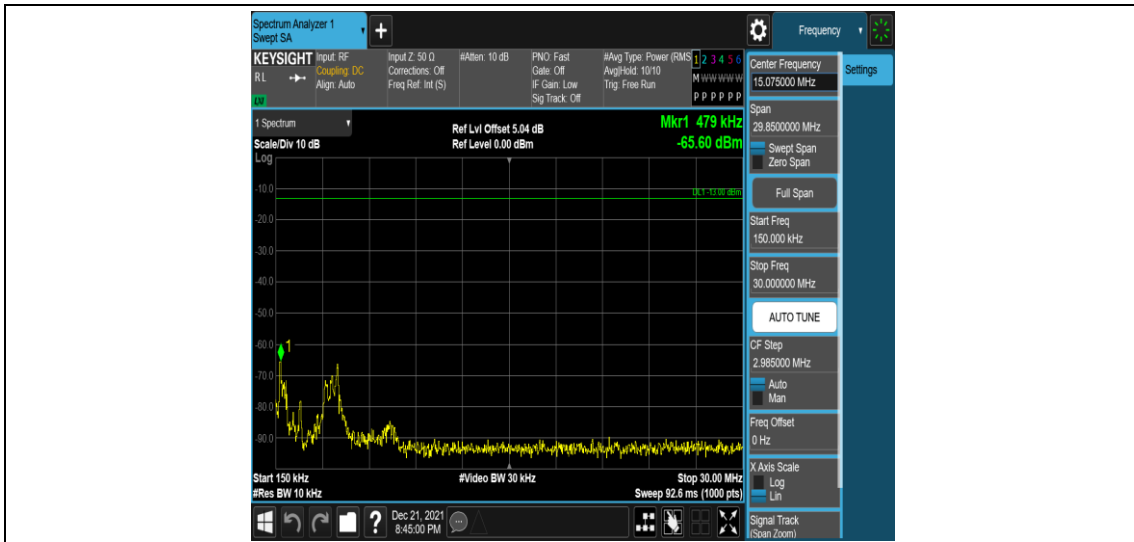 Spectrum Analyzer 1
Swept SA
+
Frequency
KEYSIGHT
RL
LXI
Input: RF
Coupling: DC
Align: Auto
Input Z: 50 Ω
Corrections: Off
Freq Ref: Int (S)
#Atten: 10 dB
PNO: Fast
Gate: Off
IF Gain: Low
Sig Track: Off
#Avg Type: Power (RMS
Avg|Hold: 10/10
Trig: Free Run
1 2 3 4 5 6
M W W W W W
P P P P P P
1 Spectrum
Scale/Div 10 dB
Ref Lvl Offset 5.04 dB
Ref Level 0.00 dBm
Mkr1 479 kHz
-65.60 dBm
Log
DL1 -13.00 dBm
-10.0
-20.0
-30.0
-40.0
-50.0
-60.0
-70.0
-80.0
-90.0
1
Start 150 kHz
#Res BW 10 kHz
#Video BW 30 kHz
Stop 30.00 MHz
Sweep 92.6 ms (1000 pts)
Center Frequency
15.075000 MHz
Settings
Span
29.8500000 MHz
Swept Span
Zero Span
Full Span
Start Freq
150.000 kHz
Stop Freq
30.000000 MHz
AUTO TUNE
CF Step
2.985000 MHz
Auto
Man
Freq Offset
0 Hz
X Axis Scale
Log
Lin
Signal Track
(Span Zoom)
?
Dec 21, 2021
8:45:00 PM